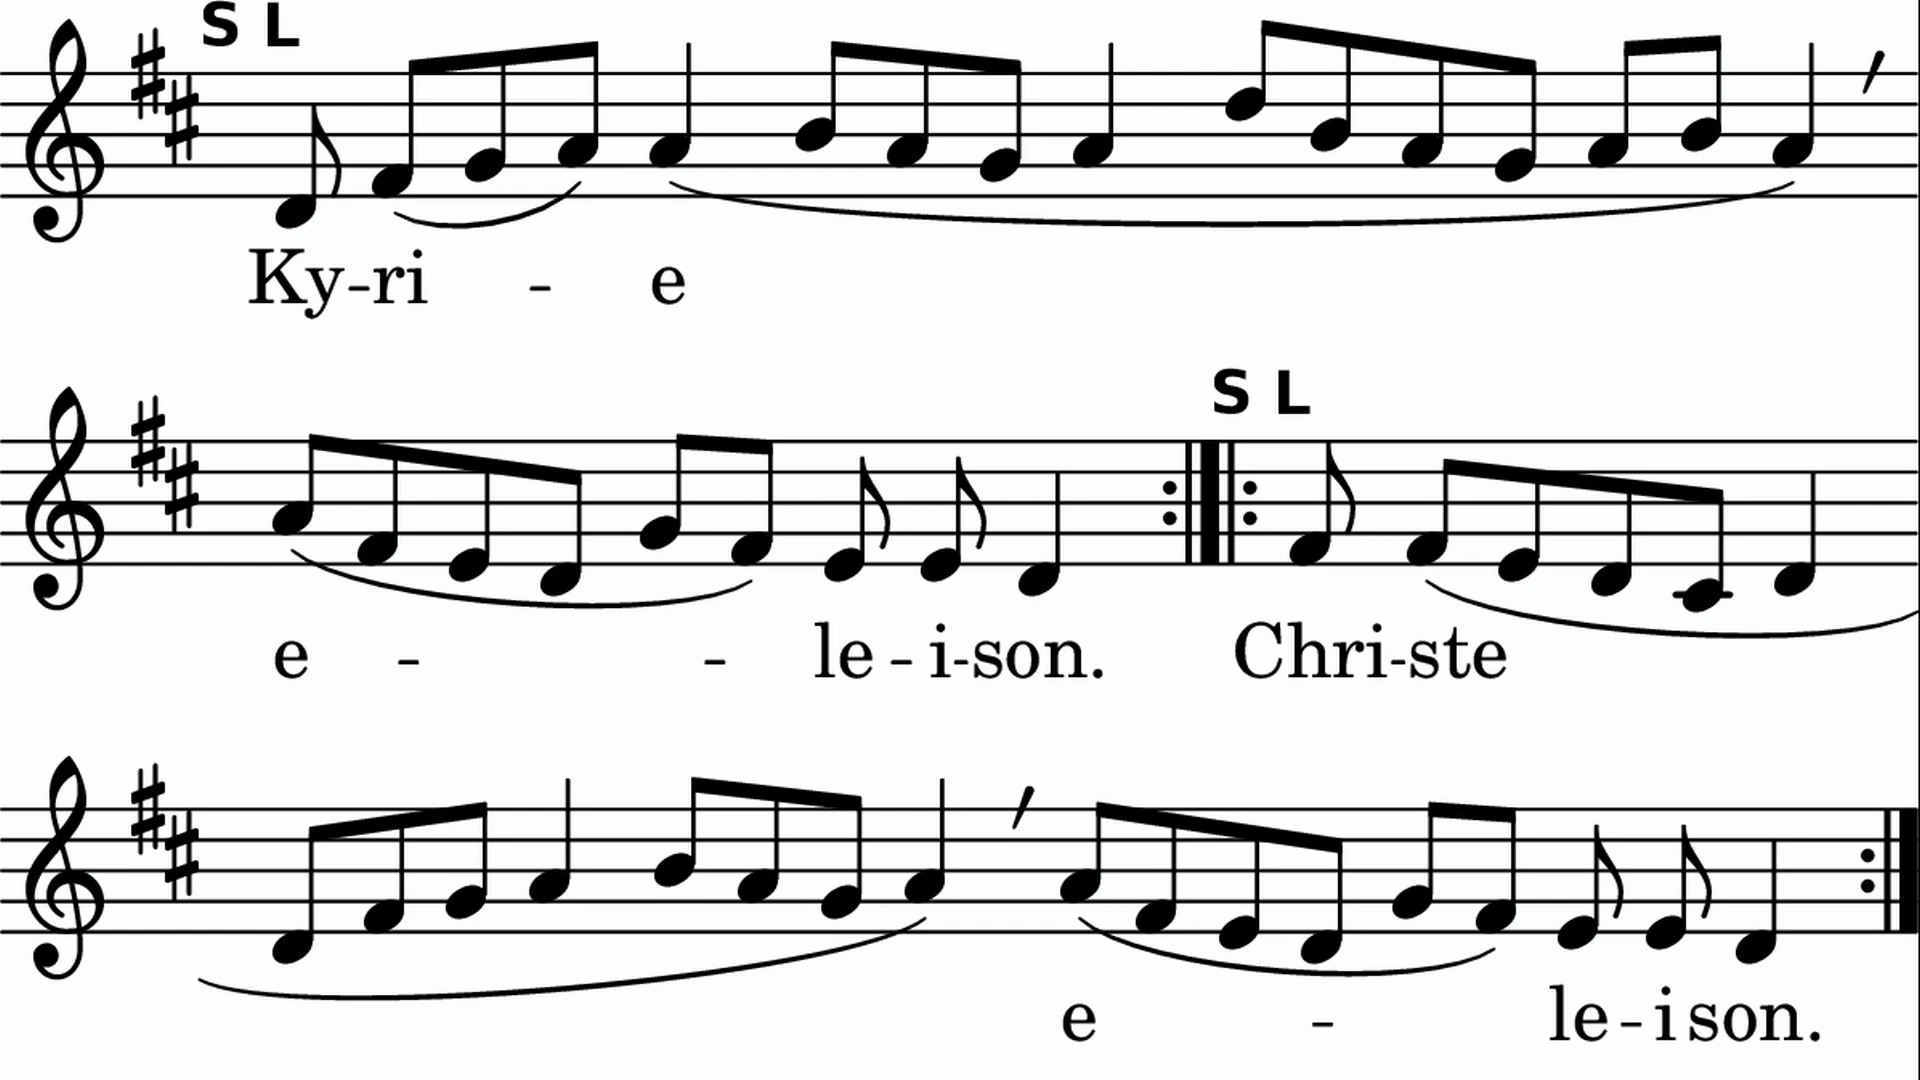 S L
Ky-ri - e
S L
e - - le-i-son. Chri-ste
e - le-i son.